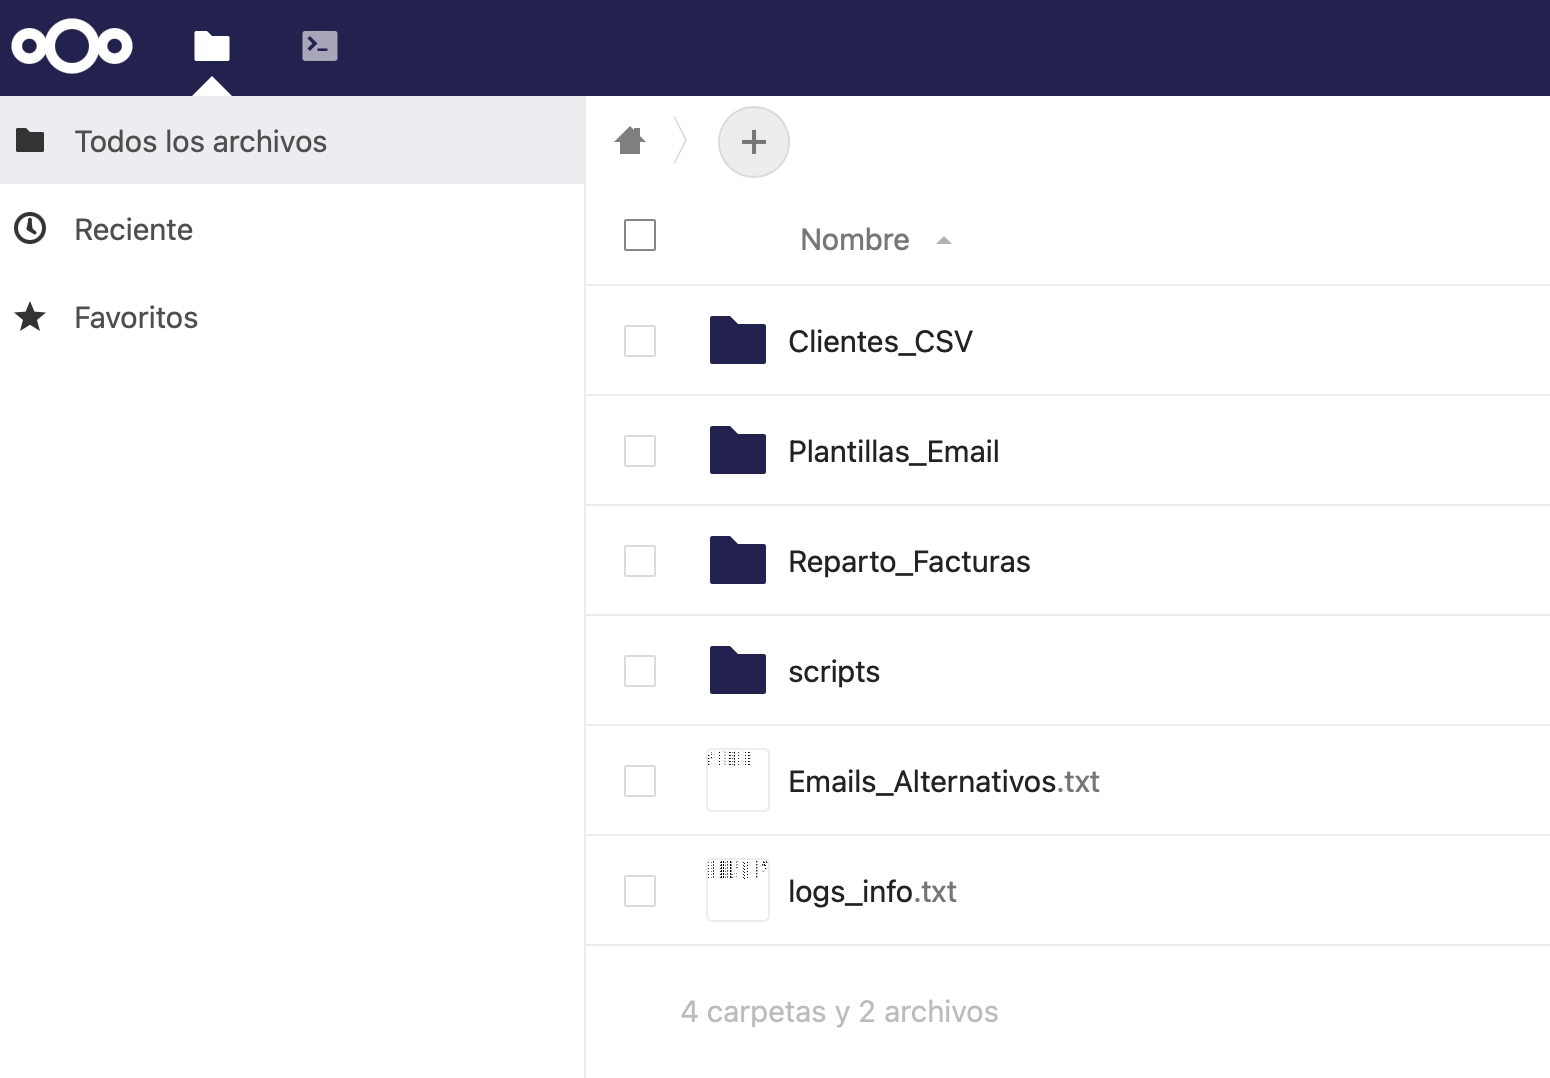 Todos los archivos
Reciente
Favoritos
Nombre
Clientes_CSV
Plantillas_Email
Reparto_Facturas
scripts
Emails_Alternativos.txt
logs_info.txt
4 carpetas y 2 archivos